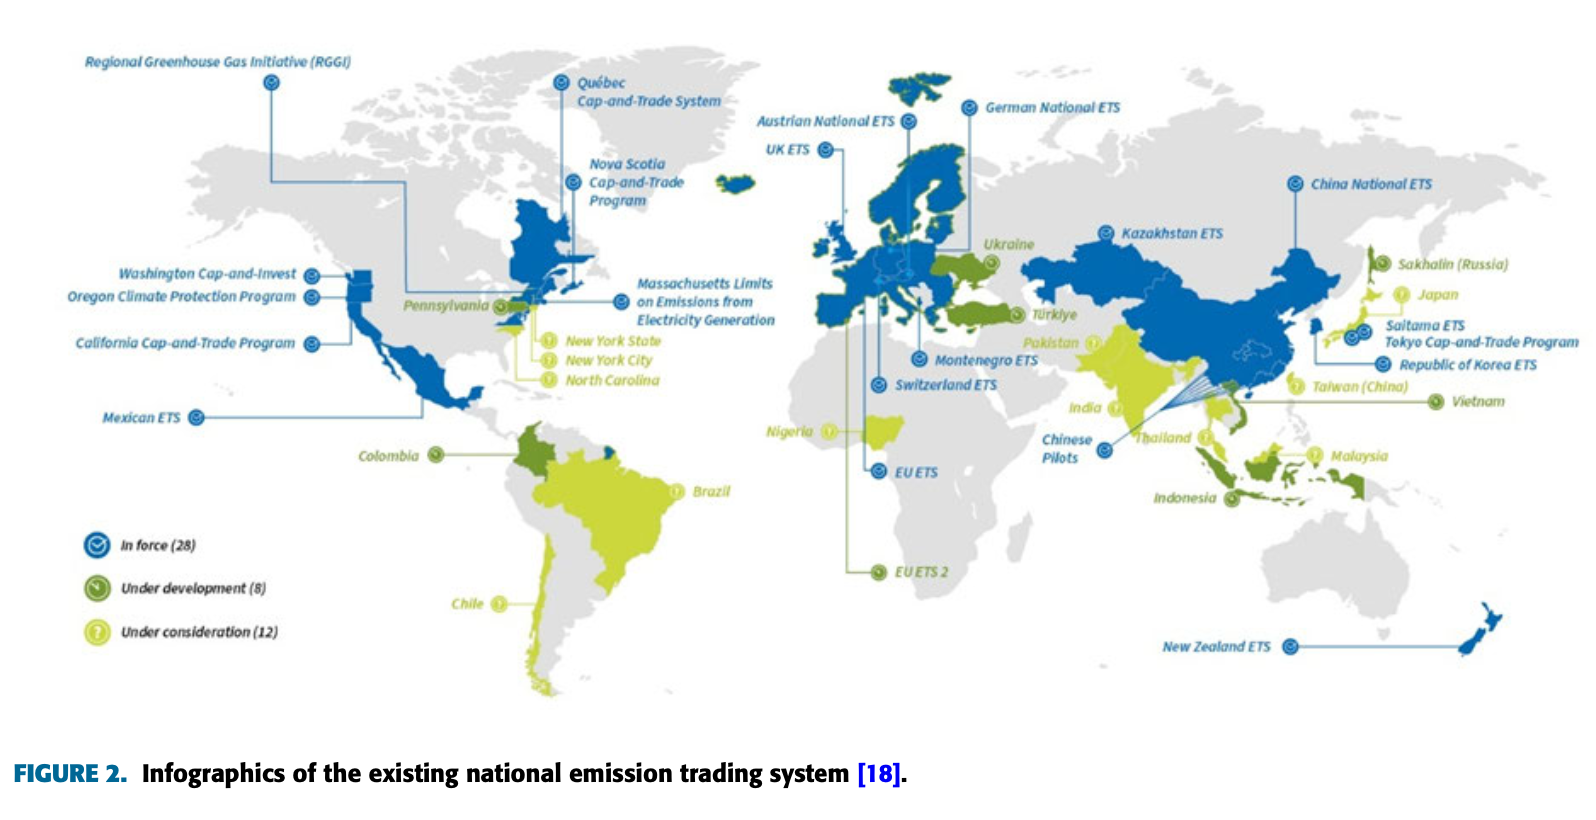 Regional Greenhouse Gas Initiative (RGGI)
Québec
Cap-and-Trade System
Nova Scotia
Cap-and-Trade
Program
Washington Cap-and-Invest
Oregon Climate Protection Program
California Cap-and-Trade Program
Mexican ETS
Pennsylvania
Massachusetts Limits
on Emissions from
Electricity Generation
New York State
New York City
North Carolina
Colombia
Brazil
Chile
In force (28)
Under development (8)
Under consideration (12)
German National ETS
Austrian National ETS
UK ETS
Ukraine
Türkiye
Montenegro ETS
Switzerland ETS
Nigeria
EU ETS
EU ETS 2
China National ETS
Kazakhstan ETS
Sakhalin (Russia)
Japan
Saitama ETS
Tokyo Cap-and-Trade Program
Republic of Korea ETS
Pakistan
Taiwan (China)
India
Vietnam
Chinese
Pilots
Thailand
Malaysia
Indonesia
New Zealand ETS
FIGURE 2. Infographics of the existing national emission trading system [18].